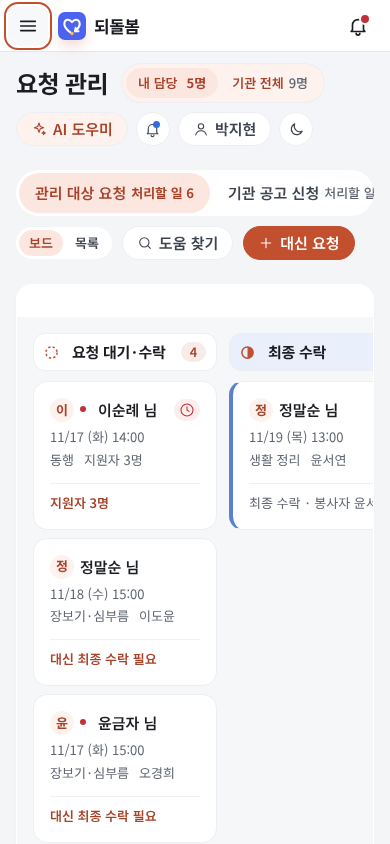 되돌봄
요청 관리
내 담당 5명
기관 전체 9명
AI 도우미
박지현
관리 대상 요청 처리할 일 6
기관 공고 신청 처리할 일
보드
목록
도움 찾기
+ 대신 요청
요청 대기·수락 4
최종 수락
이 이순례 님
11/17 (화) 14:00
동행 지원자 3명
지원자 3명
정 정말순 님
11/19 (목) 13:00
생활 정리 윤서연
최종 수락 · 봉사자 윤서
정 정말순 님
11/18 (수) 15:00
장보기·심부름 이도윤
대신 최종 수락 필요
윤 윤금자 님
11/17 (화) 15:00
장보기·심부름 오경희
대신 최종 수락 필요